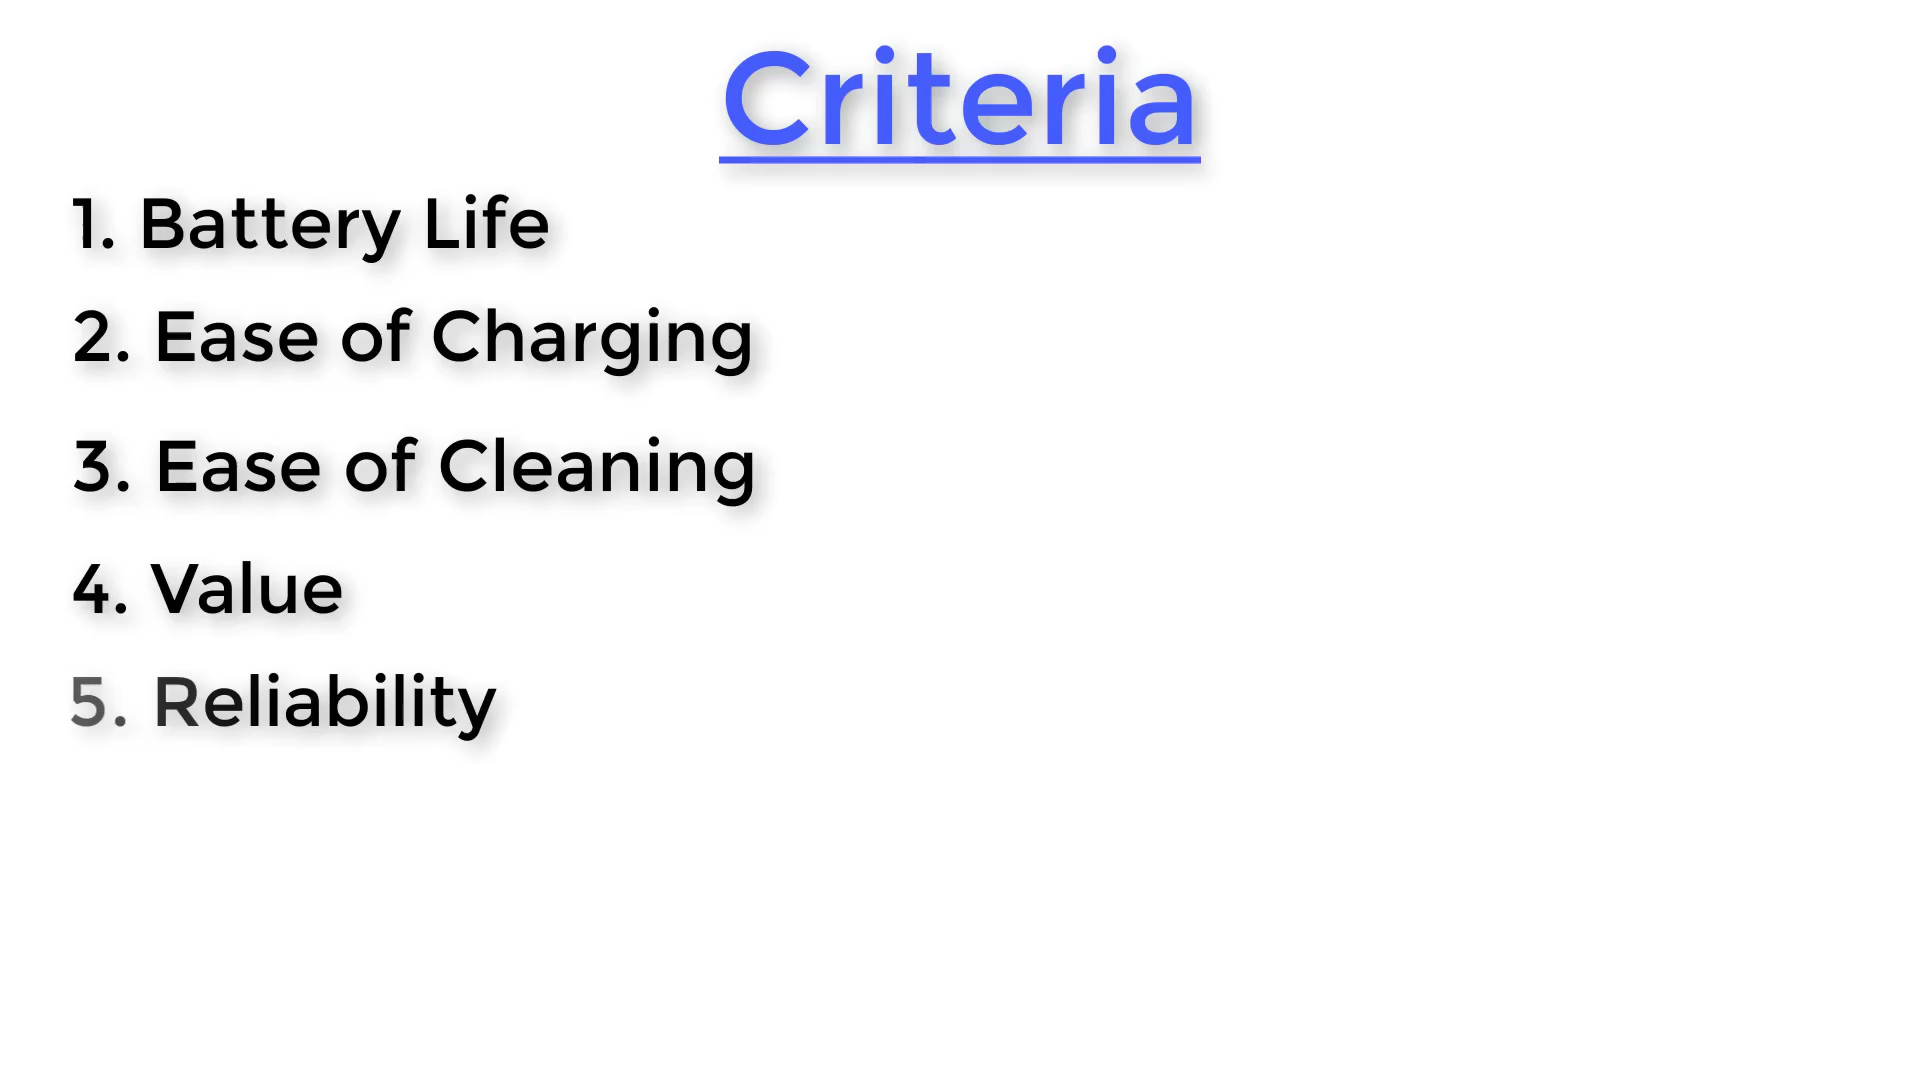 Criteria
1. Battery Life
2. Ease of Charging
3. Ease of Cleaning
4. Value
5. Reliability